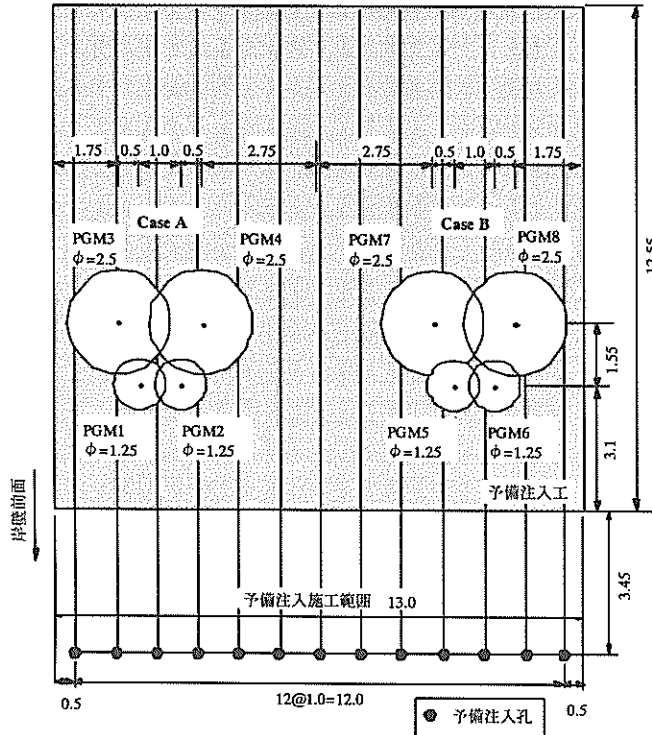 1.75 0.5 1.0 0.5 2.75 2.75 0.5 1.0 0.5 1.75
Case A
Case B
PGM3
φ=2.5
PGM4
φ=2.5
PGM7
φ=2.5
PGM8
φ=2.5
12.55
1.55
PGM1
φ=1.25
PGM2
φ=1.25
PGM5
φ=1.25
PGM6
φ=1.25
3.1
予備注入工
岸壁前面
3.45
予備注入施工範囲 13.0
0.5
12@1.0=12.0
0.5
予備注入孔